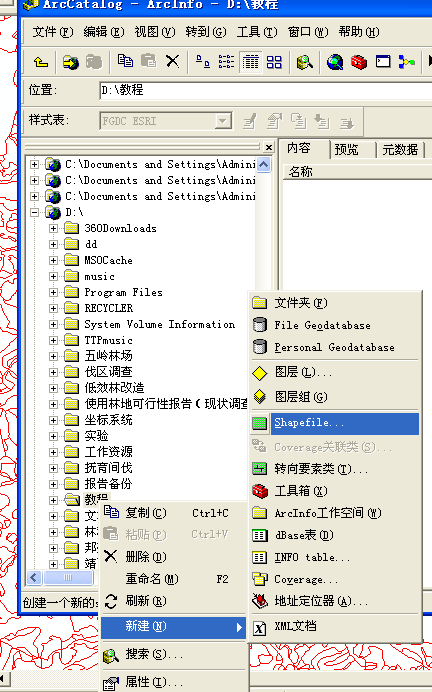 ArcCatalog - ArcInfo - D:\教程
文件(F) 编辑(E) 视图(V) 转到(G) 工具(T) 窗口(W) 帮助(H)
位置: D:\教程
样式表: FGDC ESRI
内容 预览 元数据
名称
C:\Documents and Settings\Admini
C:\Documents and Settings\Admini
C:\Documents and Settings\Admini
D:\
360Downloads
dd
MSOCache
music
Program Files
RECYCLER
System Volume Information
TTPmusic
五岭林场
伐区调查
低效林改造
使用林地可行性报告(现状调查
坐标系统
实验
工作资源
抚育间伐
报告备份
教程
文
林
邦
靖
创建一个新的s
复制(C) Ctrl+C
粘贴(P) Ctrl+V
删除(D)
重命名(M) F2
刷新(R)
新建(N)
搜索(S)...
属性(I)...
文件夹(F)
File Geodatabase
Personal Geodatabase
图层(L)...
图层组(G)
Shapefile...
Coverage关联类(S)...
转向要素类(T)...
工具箱(X)
ArcInfo工作空间(W)
dBase表(D)
INFO table...
Coverage...
地址定位器(A)...
XML文档